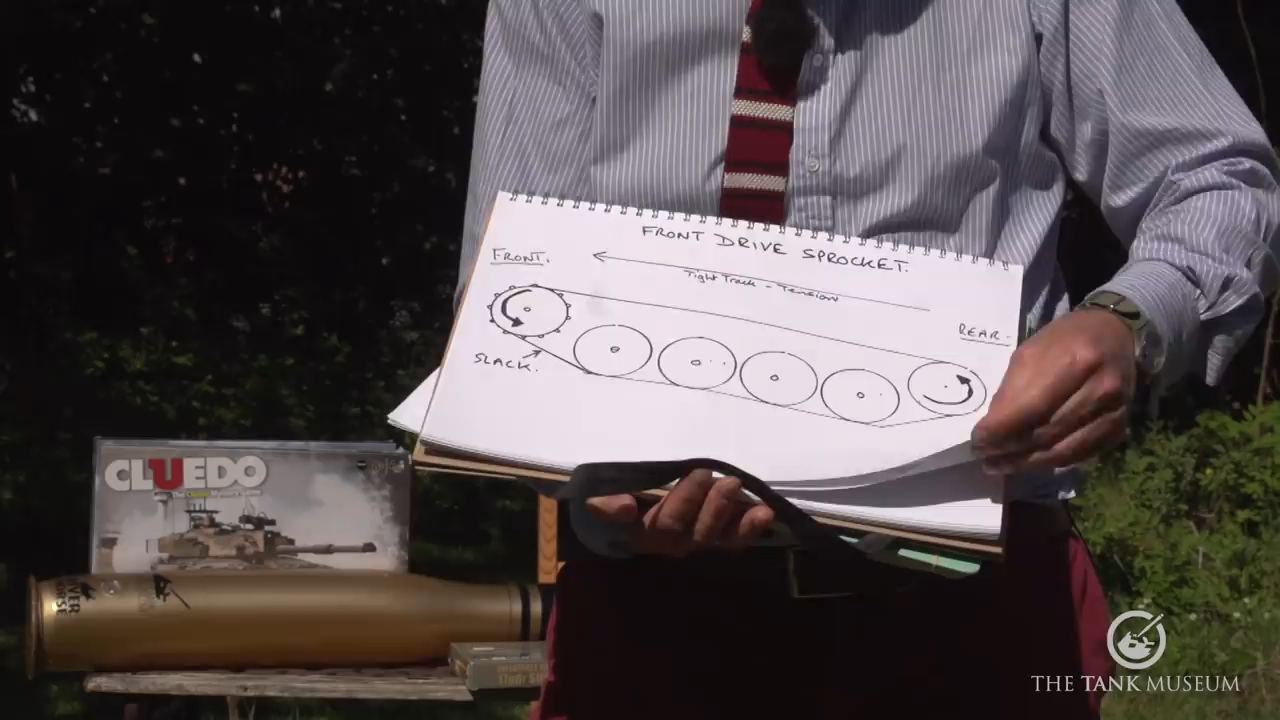 FRONT DRIVE SPROCKET.
FRONT.
Tight Track - Tension
REAR.
SLACK.
CLUEDO
THE TANK MUSEUM